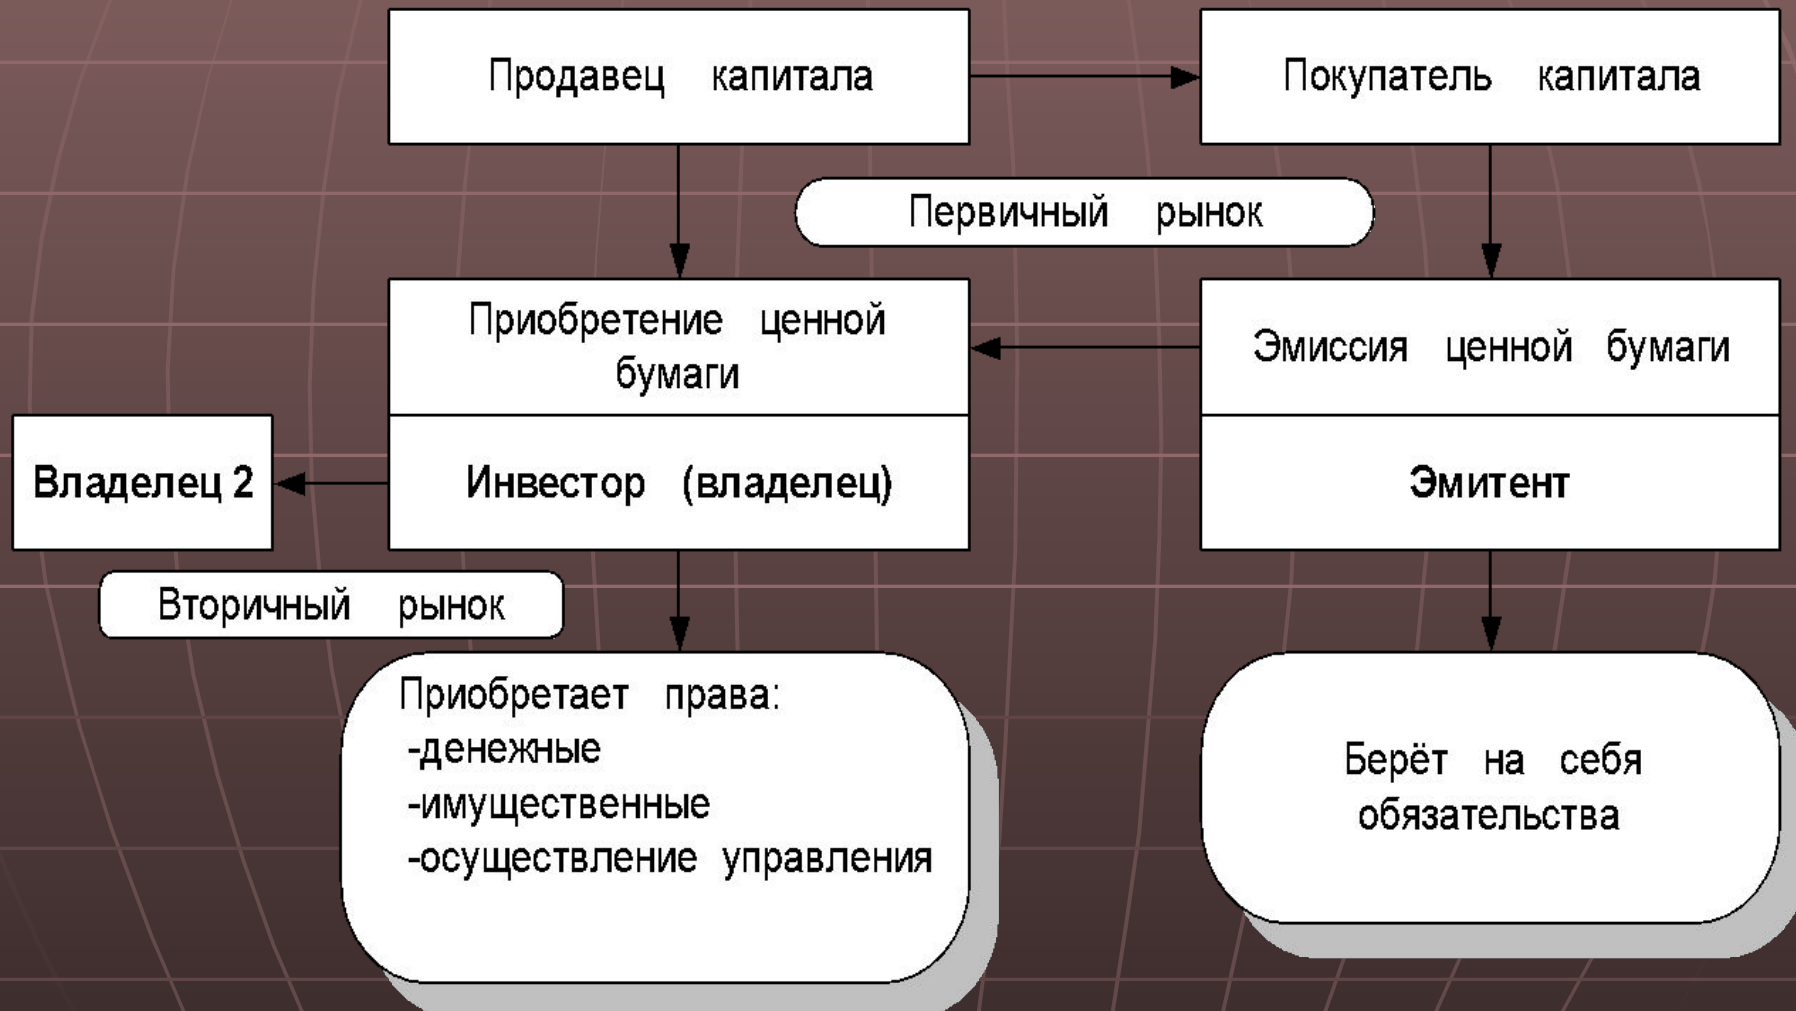 Продавец капитала
Покупатель капитала
Первичный рынок
Приобретение ценной
бумаги
Эмиссия ценной бумаги
Владелец 2
Инвестор (владелец)
Эмитент
Вторичный рынок
Приобретает права:
-денежные
-имущественные
-осуществление управления
Берёт на себя
обязательства